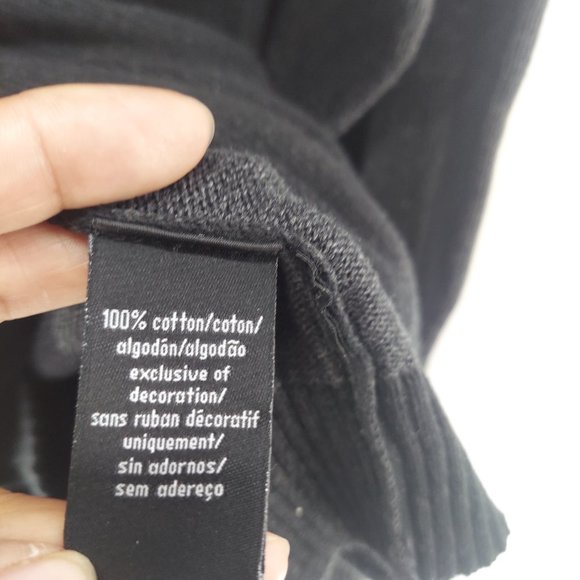 100% cotton/coton/
algodón/algodão
exclusive of
decoration/
sans ruban décoratif
uniquement/
sin adornos/
sem adereço